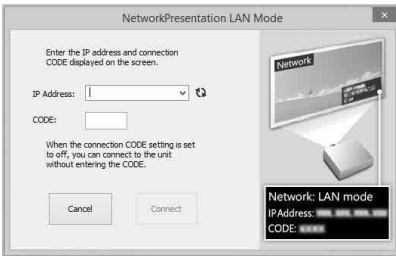 NetworkPresentation LAN Mode
Enter the IP address and connection
CODE displayed on the screen.
IP Address:
CODE:
When the connection CODE setting is set
to off, you can connect to the unit
without entering the CODE.
Cancel
Connect
Network
Network: LAN mode
IPAddress:
CODE: